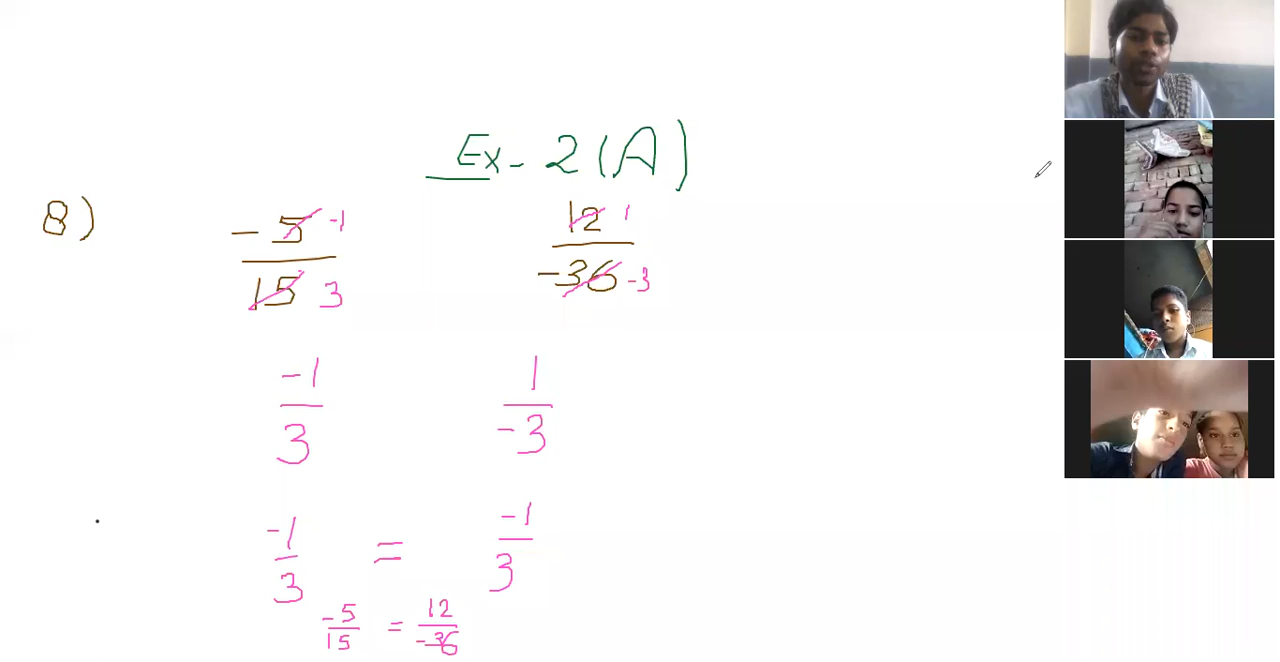 Ex- 2(A)
8) -5/15 -1 3 12/-36 1 -3
-1/3 1/-3
-1/3 = -1/3
-5/15 = 12/-36